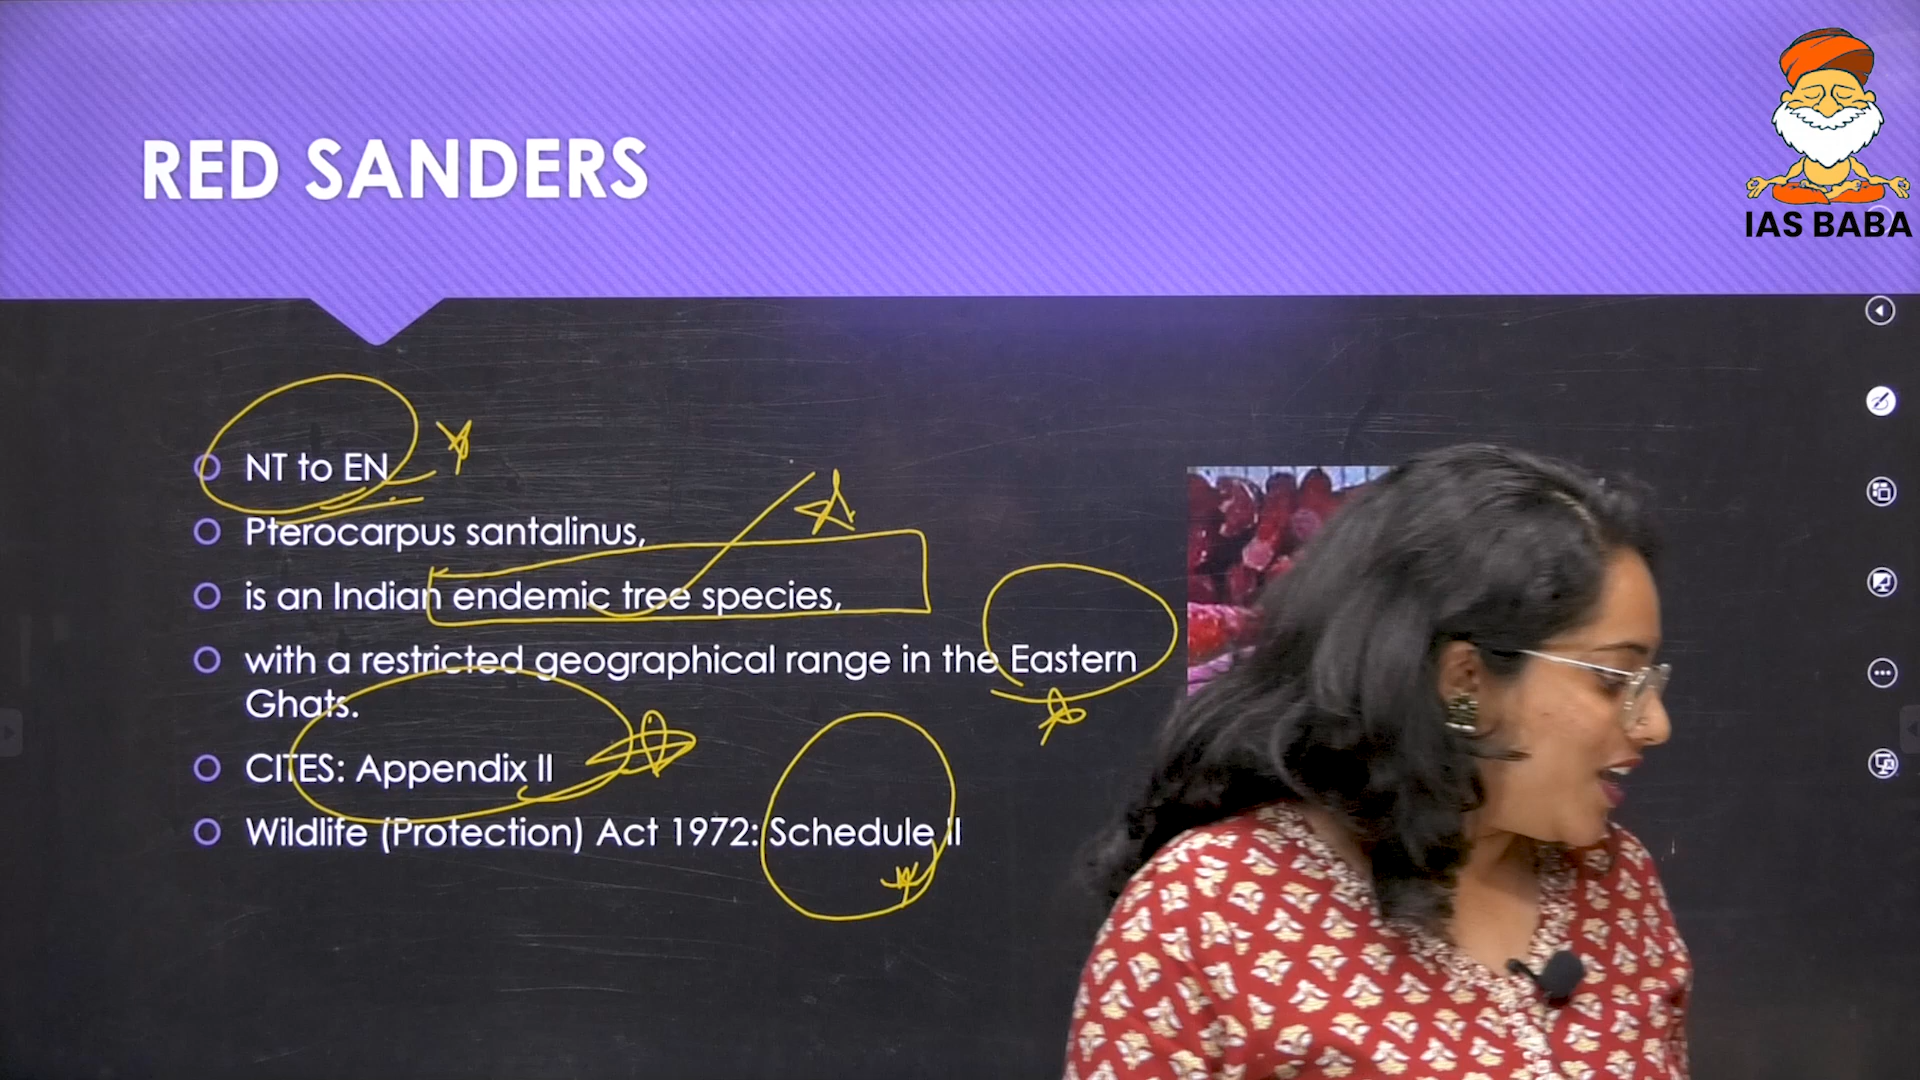 RED SANDERS
IAS BABA
NT to EN
Pterocarpus santalinus,
is an Indian endemic tree species,
with a restricted geographical range in the Eastern
Ghats.
CITES: Appendix II
Wildlife (Protection) Act 1972: Schedule II